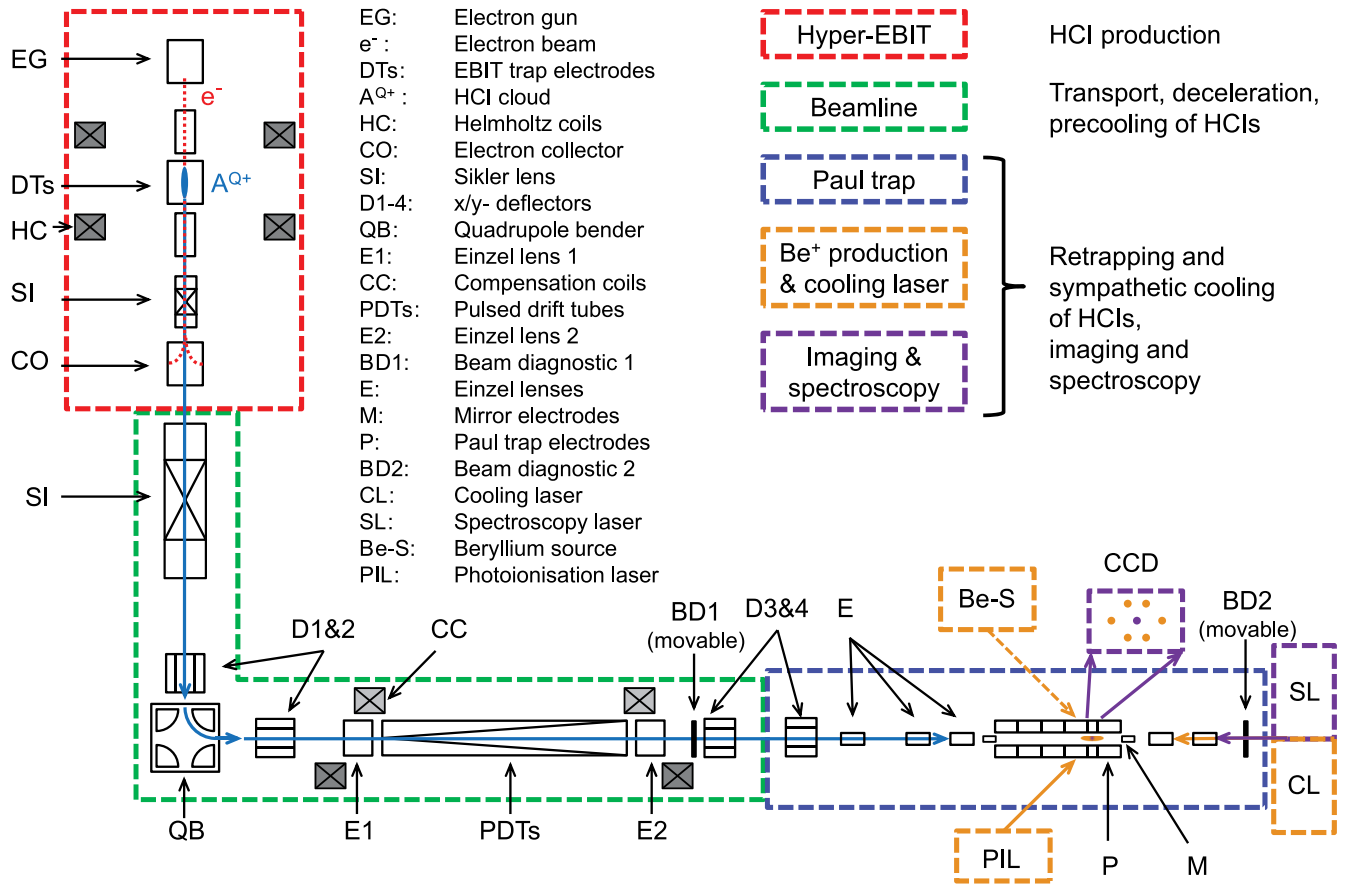 EG
e⁻
DTs
A^Q+
HC
SI
CO
SI
EG: Electron gun
e⁻ : Electron beam
DTs: EBIT trap electrodes
A^Q+ : HCI cloud
HC: Helmholtz coils
CO: Electron collector
SI: Sikler lens
D1-4: x/y- deflectors
QB: Quadrupole bender
E1: Einzel lens 1
CC: Compensation coils
PDTs: Pulsed drift tubes
E2: Einzel lens 2
BD1: Beam diagnostic 1
E: Einzel lenses
M: Mirror electrodes
P: Paul trap electrodes
BD2: Beam diagnostic 2
CL: Cooling laser
SL: Spectroscopy laser
Be-S: Beryllium source
PIL: Photoionisation laser
Hyper-EBIT
HCI production
Beamline
Transport, deceleration,
precooling of HCIs
Paul trap
Be⁺ production
& cooling laser
Imaging &
spectroscopy
Retrapping and
sympathetic cooling
of HCIs,
imaging and
spectroscopy
D1&2
CC
BD1
(movable)
D3&4
E
Be-S
CCD
BD2
(movable)
SL
CL
QB
E1
PDTs
E2
PIL
P
M